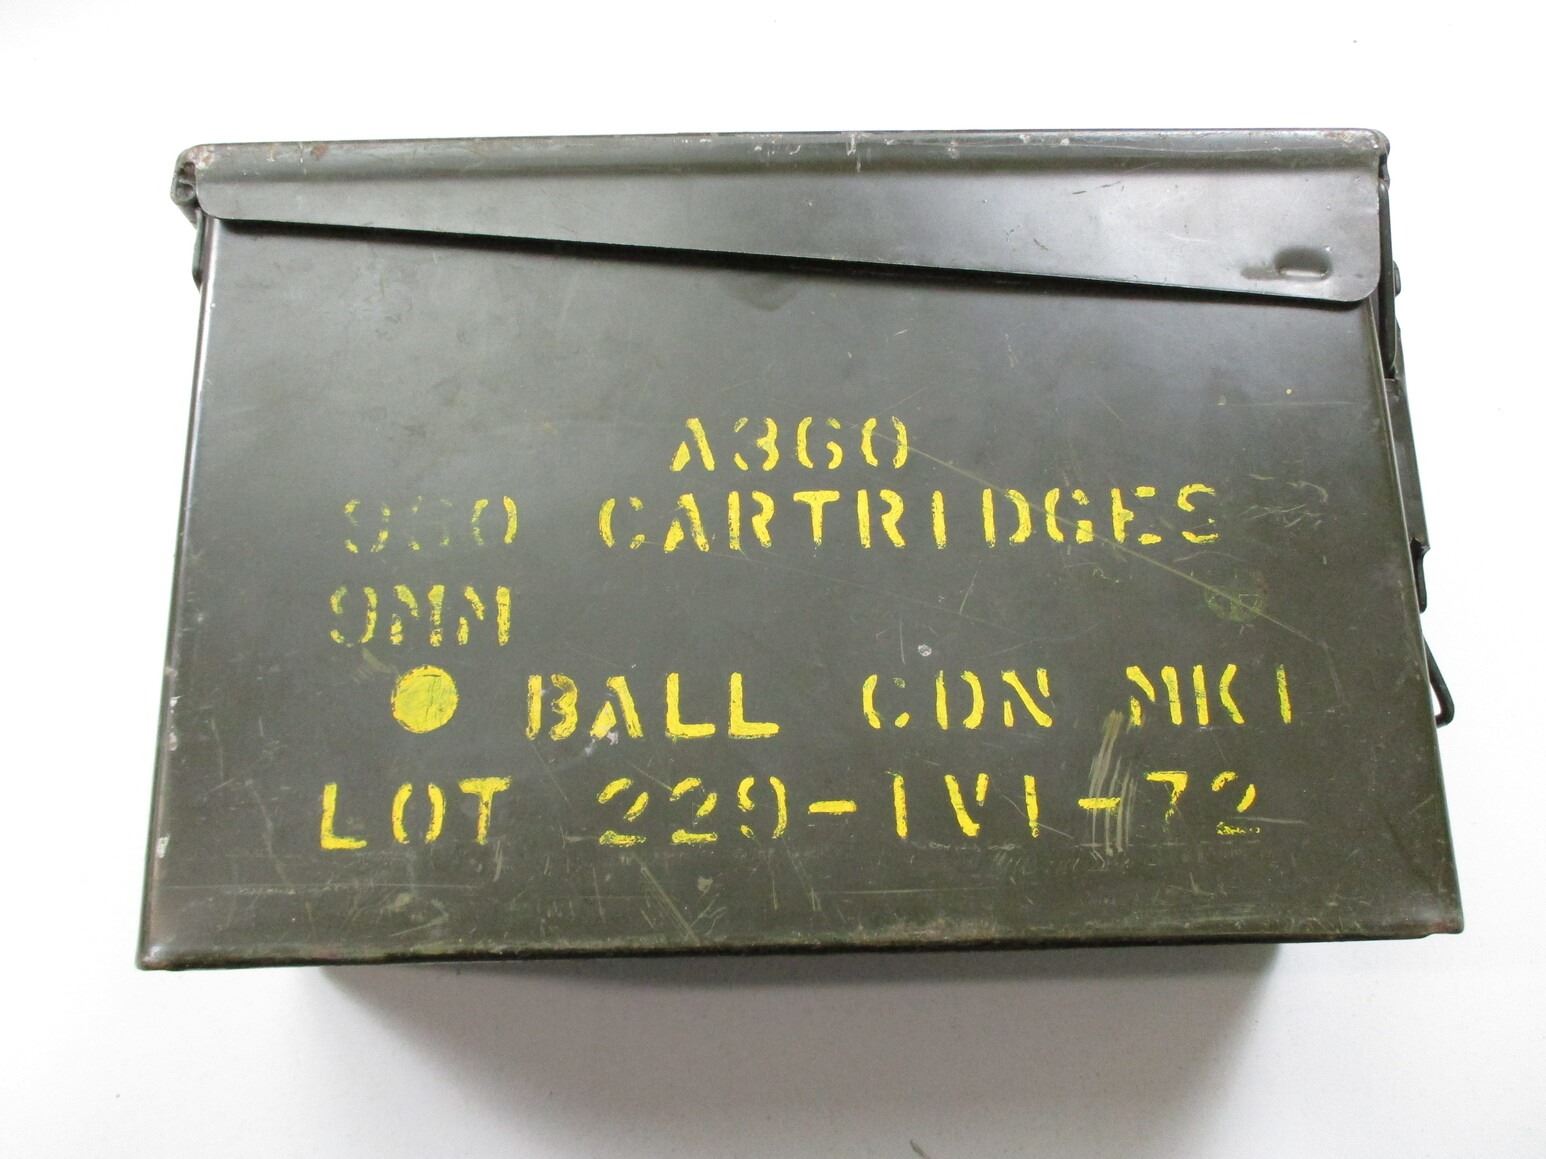 A360
960 CARTRIDGES
9MM
BALL CDN MK1
LOT 229-IVI-72